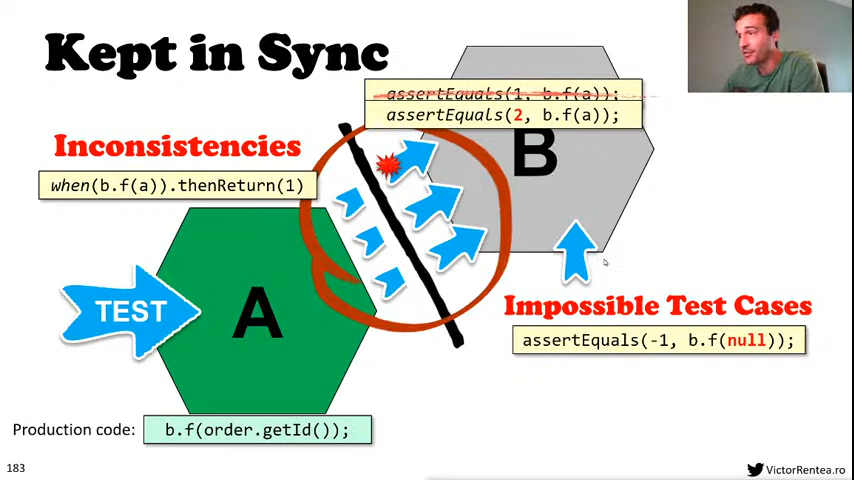 Kept in Sync
assertEquals(1, b.f(a));
assertEquals(2, b.f(a));
B
Inconsistencies
when(b.f(a)).thenReturn(1)
TEST
A
Impossible Test Cases
assertEquals(-1, b.f(null));
Production code: b.f(order.getId());
183
VictorRentea.ro